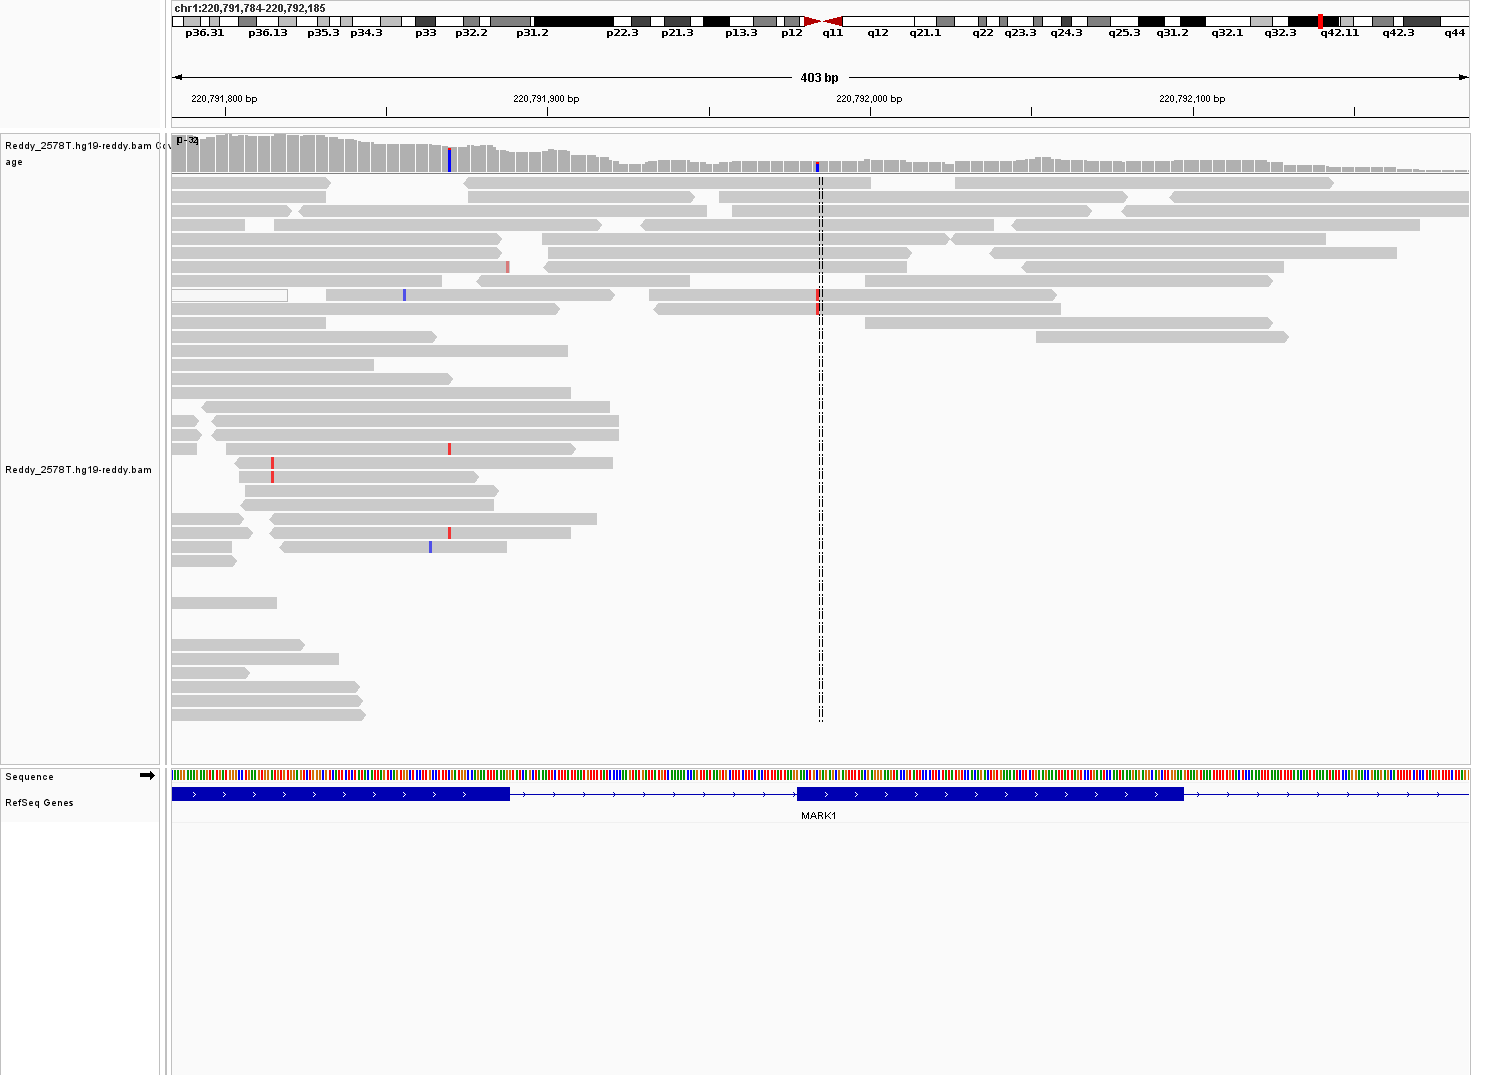 chr1:220,791,784-220,792,185
p36.31 p36.13 p35.3 p34.3 p33 p32.2 p31.2 p22.3 p21.3 p13.3 p12 q11 q12 q21.1 q22 q23.3 q24.3 q25.3 q31.2 q32.1 q32.3 q42.11 q42.3 q44
403 bp
220,791,800 bp 220,791,900 bp 220,792,000 bp 220,792,100 bp
Reddy_2578T.hg19-reddy.bam Cov
age
[0 - 32]
Reddy_2578T.hg19-reddy.bam
Sequence
RefSeq Genes
MARK1